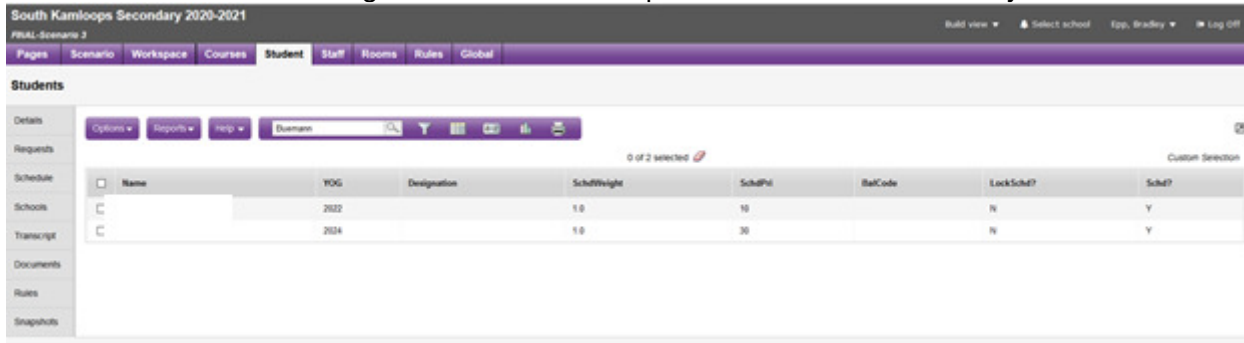 South Kamloops Secondary 2020-2021
Build view ▾ Select school Epp, Bradley ▾ Log Off
FINAL-Scenario 3
Pages Scenario Workspace Courses Student Staff Rooms Rules Global
Students
Details
Options ▾ Reports ▾ Help ▾ Buemann
Requests
0 of 2 selected
Custom Selection
Schedule
Name YOG Designation SchdWeight SchdPri BalCode LockSchd? Schd?
Schools
2022 1.0 10 N Y
Transcript
2024 1.0 30 N Y
Documents
Rules
Snapshots